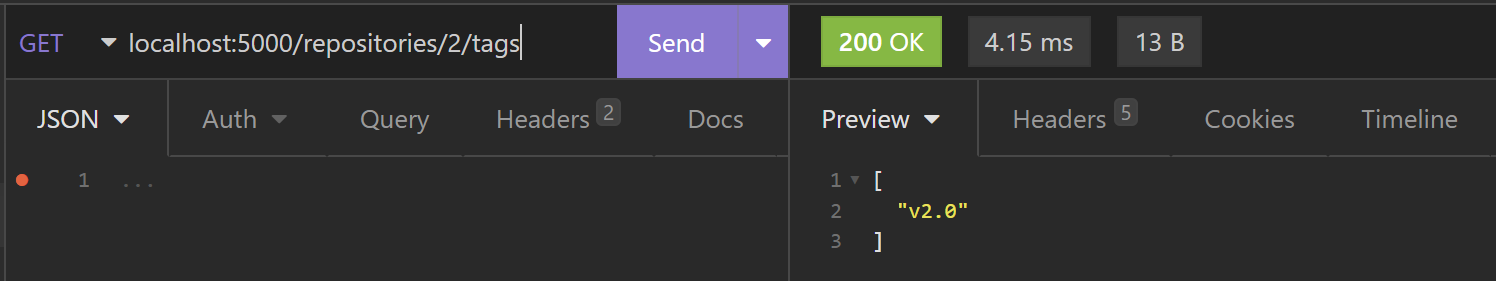 GET localhost:5000/repositories/2/tags Send 200 OK 4.15 ms 13 B
JSON Auth Query Headers 2 Docs Preview Headers 5 Cookies Timeline
1 ... 1 [
2 "v2.0"
3 ]